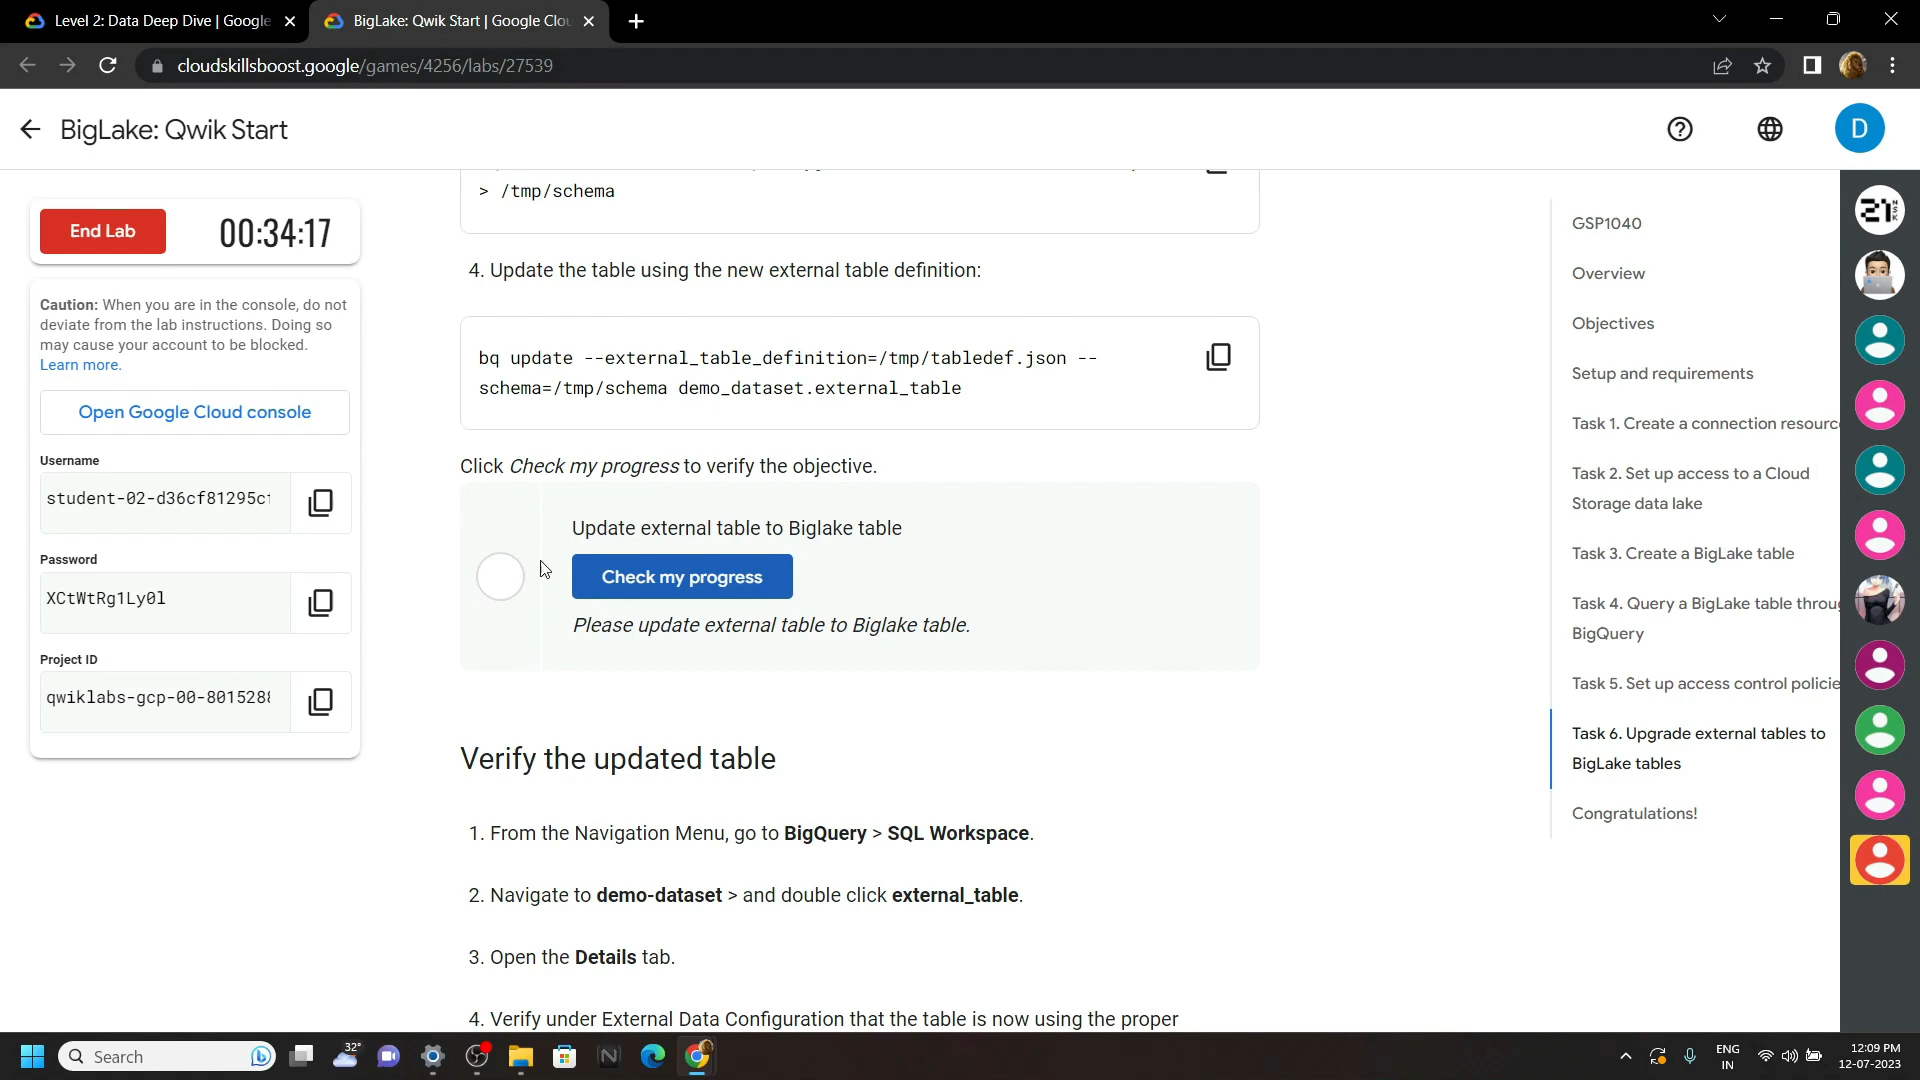 Level 2: Data Deep Dive | Google
BigLake: Qwik Start | Google Clou
cloudskillsboost.google/games/4256/labs/27539
BigLake: Qwik Start
D
End Lab
00:34:17
Caution: When you are in the console, do not
deviate from the lab instructions. Doing so
may cause your account to be blocked.
Learn more.
Open Google Cloud console
Username
student-02-d36cf81295cf
Password
XCtWtRg1Ly0l
Project ID
qwiklabs-gcp-00-8015288
> /tmp/schema
4. Update the table using the new external table definition:
bq update --external_table_definition=/tmp/tabledef.json --
schema=/tmp/schema demo_dataset.external_table
Click Check my progress to verify the objective.
Update external table to Biglake table
Check my progress
Please update external table to Biglake table.
Verify the updated table
1. From the Navigation Menu, go to BigQuery > SQL Workspace.
2. Navigate to demo-dataset > and double click external_table.
3. Open the Details tab.
4. Verify under External Data Configuration that the table is now using the proper
GSP1040
Overview
Objectives
Setup and requirements
Task 1. Create a connection resourc
Task 2. Set up access to a Cloud
Storage data lake
Task 3. Create a BigLake table
Task 4. Query a BigLake table throu
BigQuery
Task 5. Set up access control policie
Task 6. Upgrade external tables to
BigLake tables
Congratulations!
21
Search
32°
ENG
IN
12:09 PM
12-07-2023